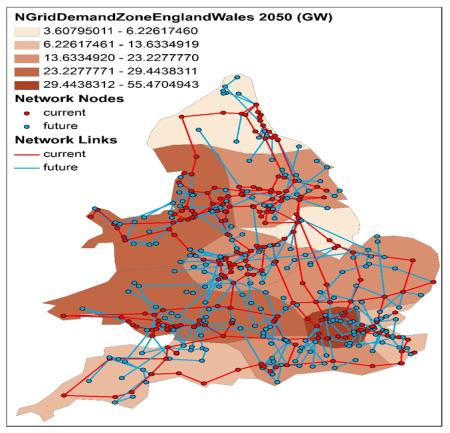 NGridDemandZoneEnglandWales 2050 (GW)
3.60795011 - 6.22617460
6.22617461 - 13.6334919
13.6334920 - 23.2277770
23.2277771 - 29.4438311
29.4438312 - 55.4704943
Network Nodes
current
future
Network Links
current
future